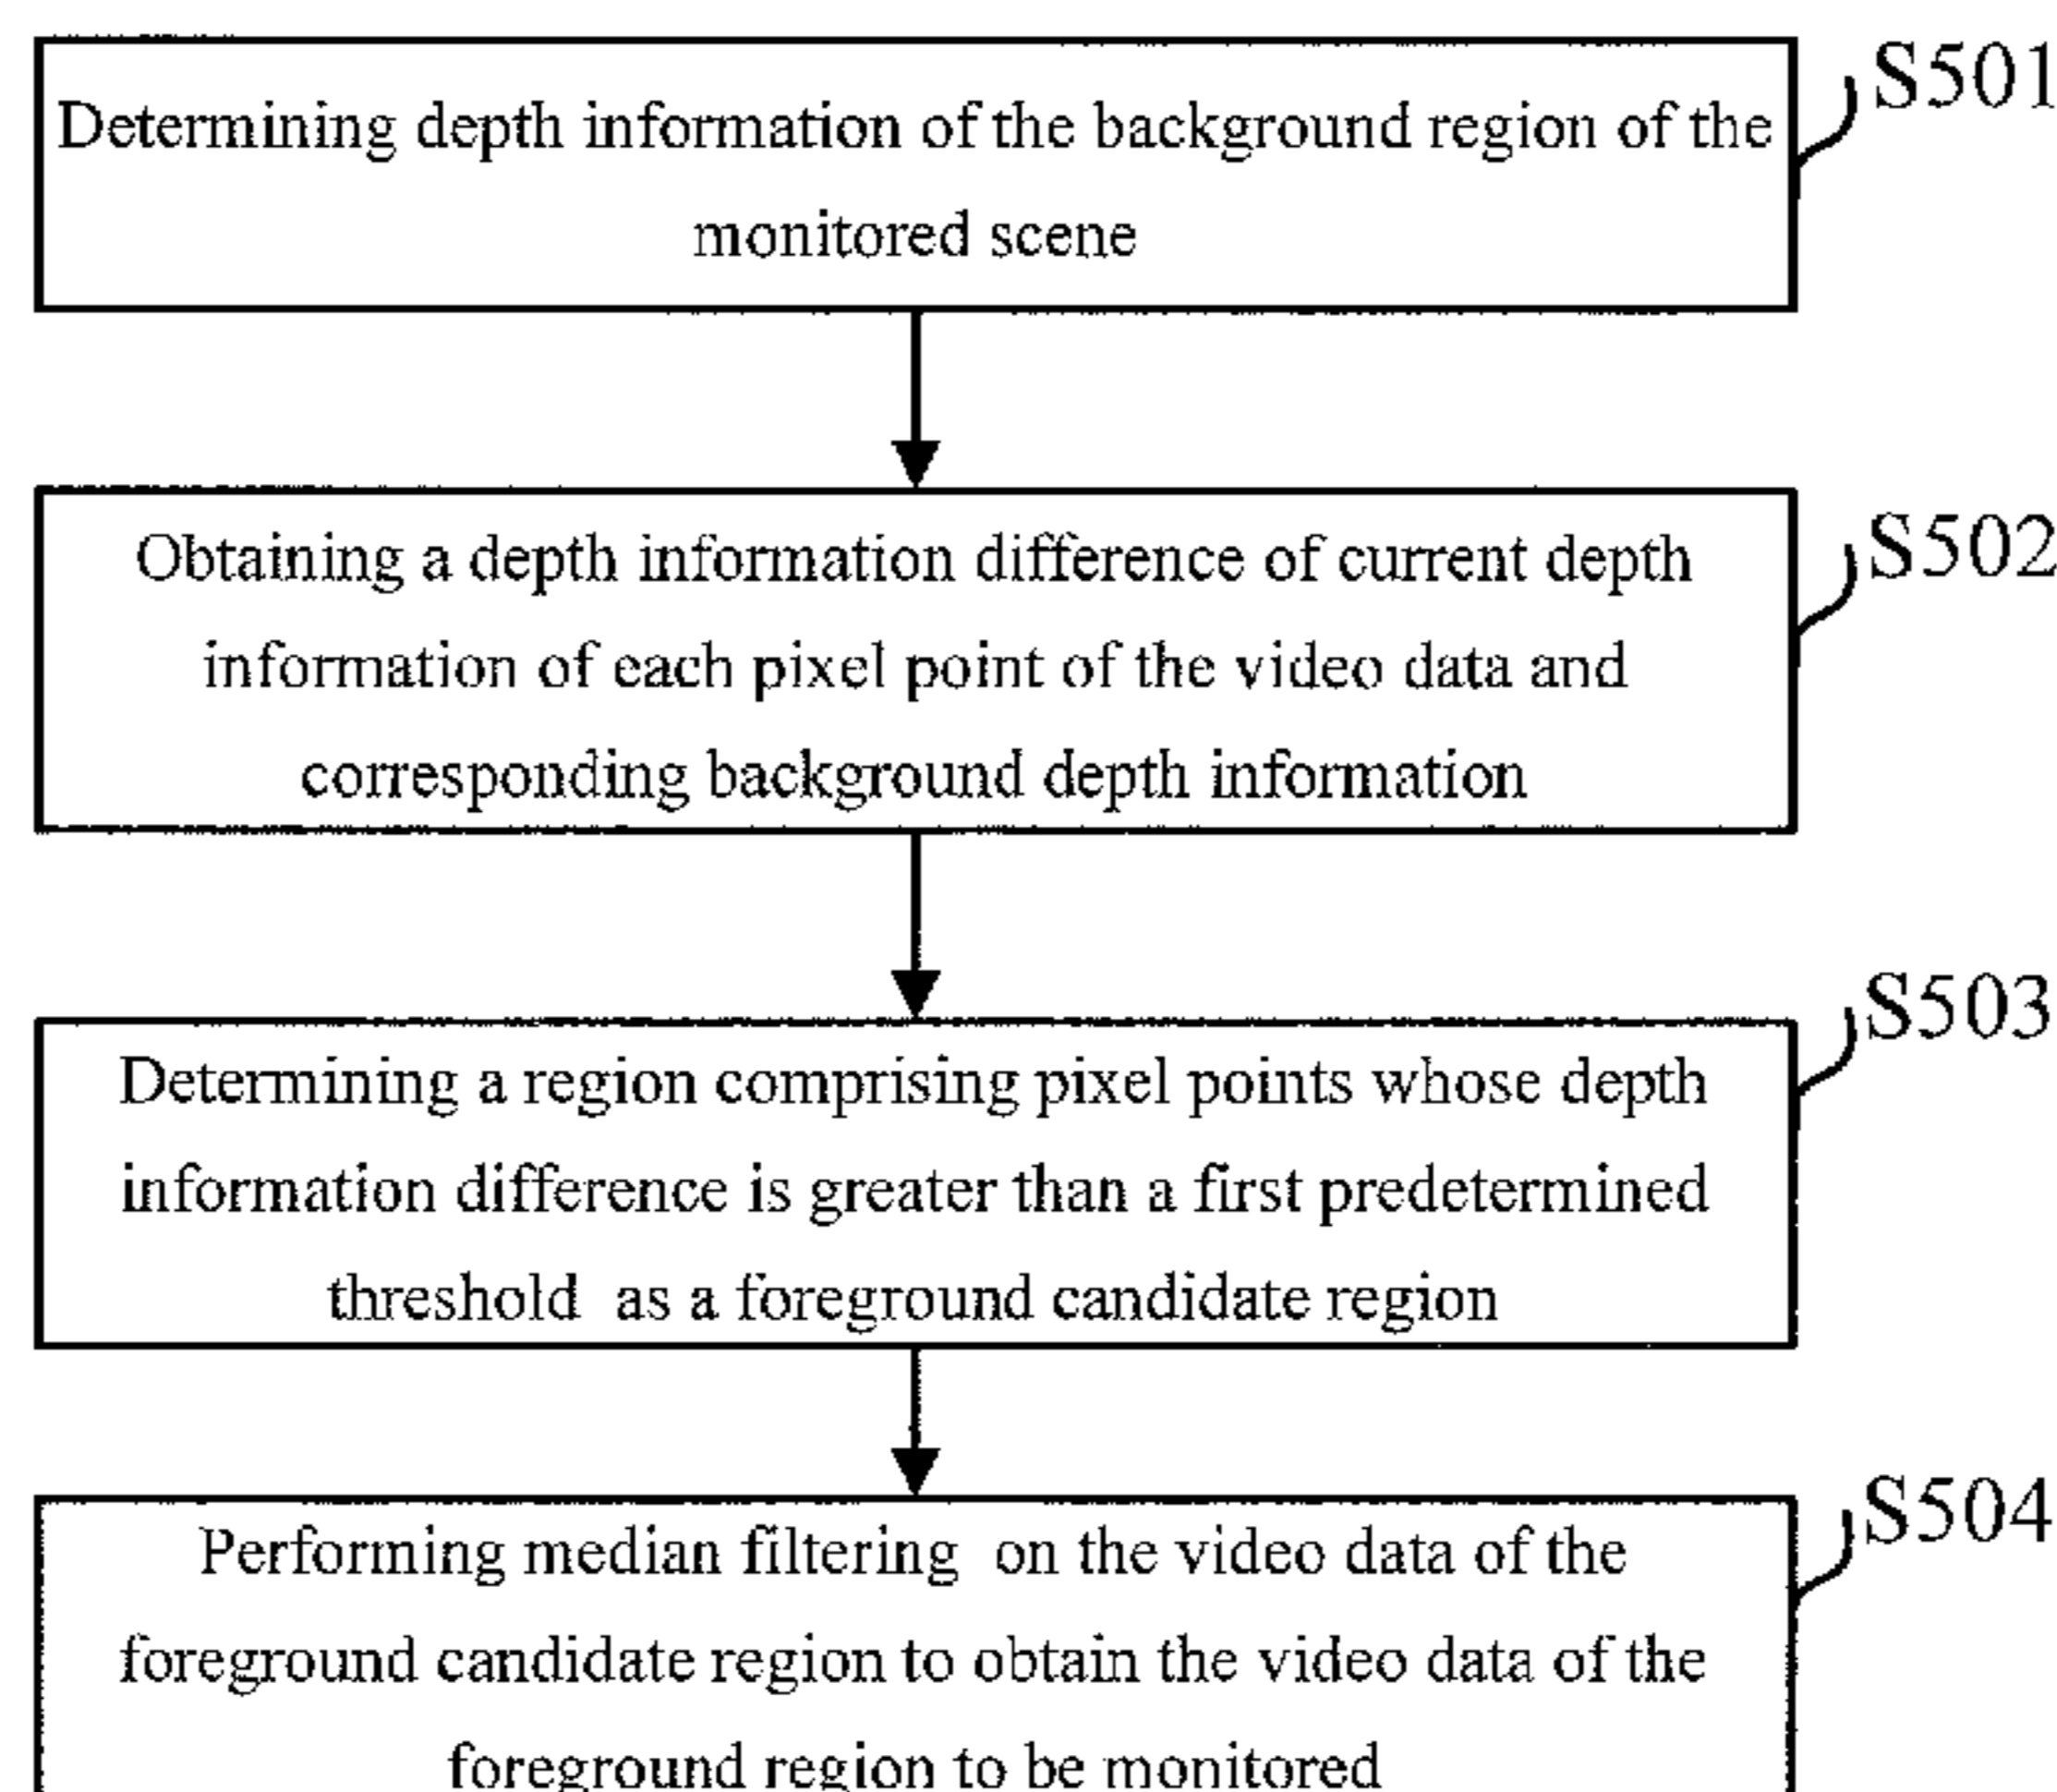 S501
Determining depth information of the background region of the
monitored scene
S502
Obtaining a depth information difference of current depth
information of each pixel point of the video data and
corresponding background depth information
S503
Determining a region comprising pixel points whose depth
information difference is greater than a first predetermined
threshold as a foreground candidate region
S504
Performing median filtering on the video data of the
foreground candidate region to obtain the video data of the
foreground region to be monitored